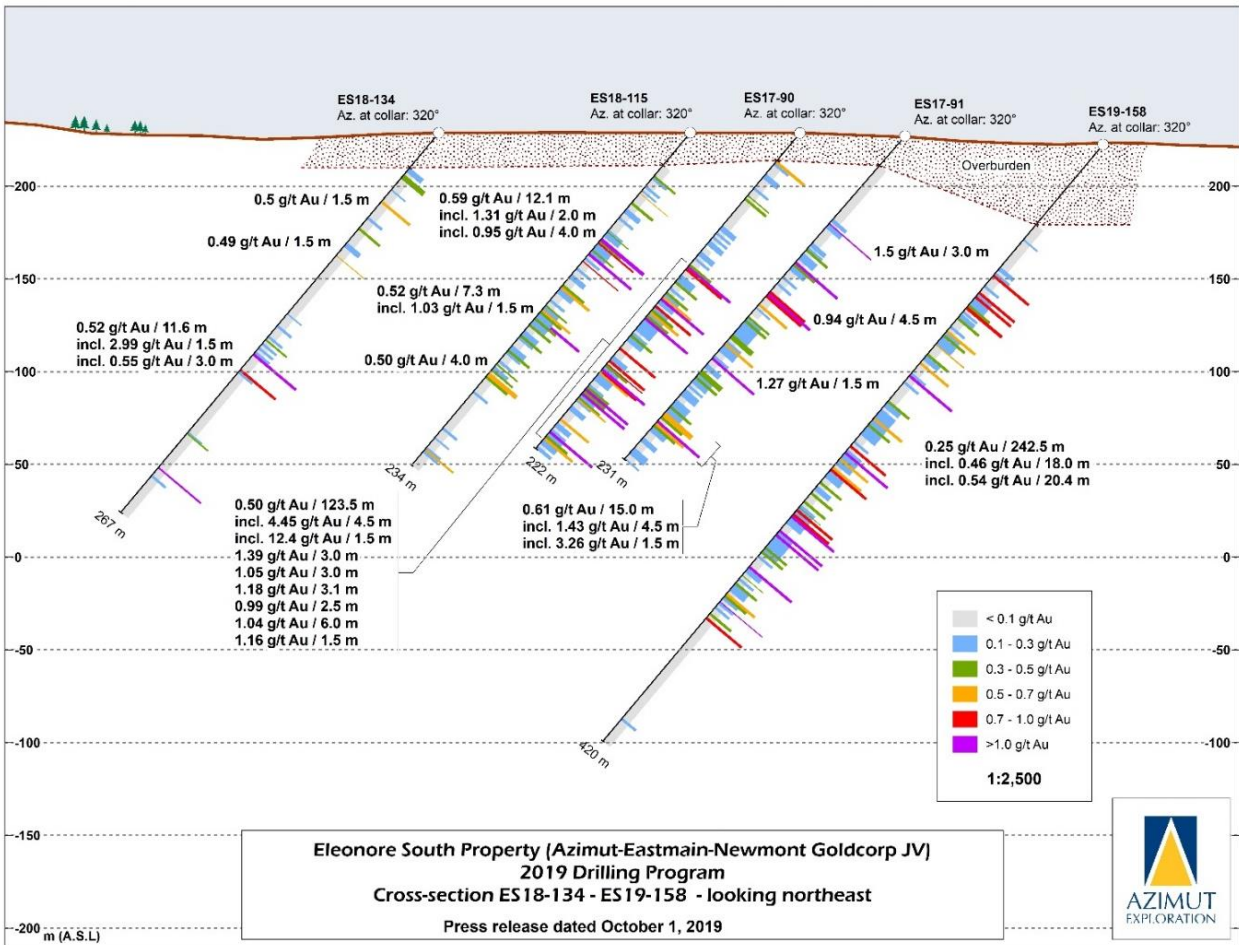 ES18-134
Az. at collar: 320°
ES18-115
Az. at collar: 320°
ES17-90
Az. at collar: 320°
ES17-91
Az. at collar: 320°
ES19-158
Az. at collar: 320°
Overburden
200
150
100
50
0
-50
-100
-150
-200 m (A.S.L)
200
150
100
50
0
-50
-100
-150
-200
0.5 g/t Au / 1.5 m
0.49 g/t Au / 1.5 m
0.52 g/t Au / 11.6 m
incl. 2.99 g/t Au / 1.5 m
incl. 0.55 g/t Au / 3.0 m
267 m
0.59 g/t Au / 12.1 m
incl. 1.31 g/t Au / 2.0 m
incl. 0.95 g/t Au / 4.0 m
0.52 g/t Au / 7.3 m
incl. 1.03 g/t Au / 1.5 m
0.50 g/t Au / 4.0 m
234 m
0.50 g/t Au / 123.5 m
incl. 4.45 g/t Au / 4.5 m
incl. 12.4 g/t Au / 1.5 m
1.39 g/t Au / 3.0 m
1.05 g/t Au / 3.0 m
1.18 g/t Au / 3.1 m
0.99 g/t Au / 2.5 m
1.04 g/t Au / 6.0 m
1.16 g/t Au / 1.5 m
222 m
1.5 g/t Au / 3.0 m
0.94 g/t Au / 4.5 m
1.27 g/t Au / 1.5 m
231 m
0.61 g/t Au / 15.0 m
incl. 1.43 g/t Au / 4.5 m
incl. 3.26 g/t Au / 1.5 m
0.25 g/t Au / 242.5 m
incl. 0.46 g/t Au / 18.0 m
incl. 0.54 g/t Au / 20.4 m
420 m
< 0.1 g/t Au
0.1 - 0.3 g/t Au
0.3 - 0.5 g/t Au
0.5 - 0.7 g/t Au
0.7 - 1.0 g/t Au
>1.0 g/t Au
1:2,500
Eleonore South Property (Azimut-Eastmain-Newmont Goldcorp JV)
2019 Drilling Program
Cross-section ES18-134 - ES19-158 - looking northeast
Press release dated October 1, 2019
AZIMUT
EXPLORATION